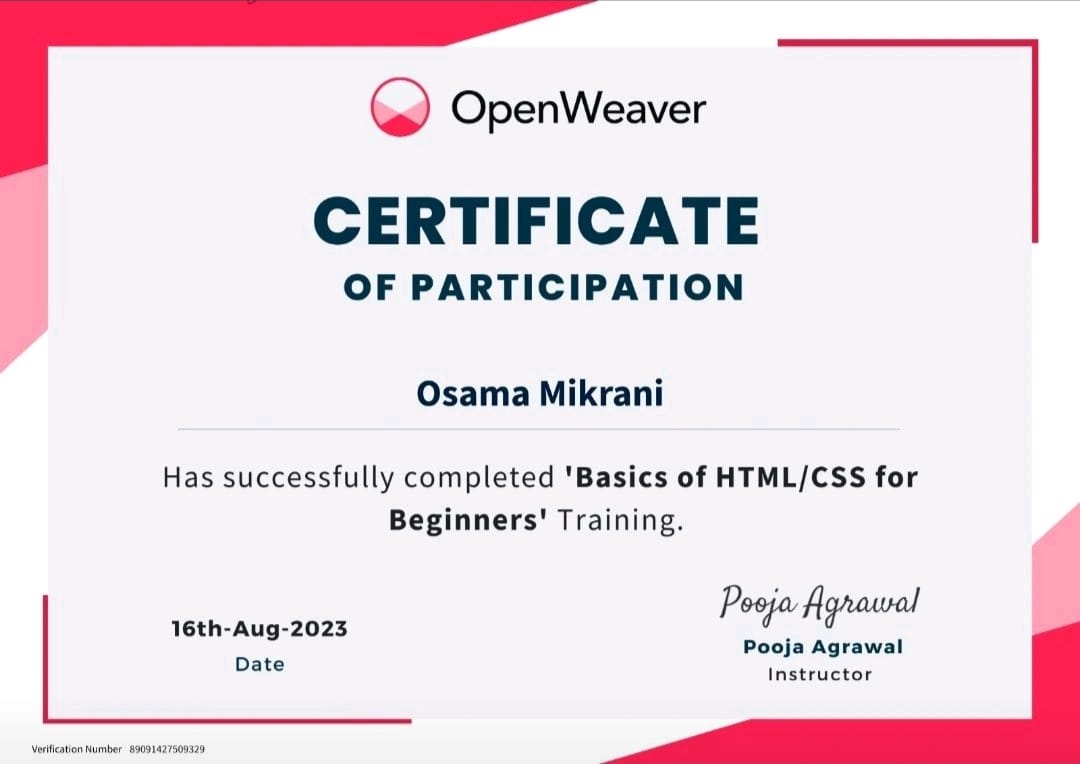 OpenWeaver
CERTIFICATE
OF PARTICIPATION
Osama Mikrani
Has successfully completed 'Basics of HTML/CSS for
Beginners' Training.
16th-Aug-2023
Date
Pooja Agrawal
Pooja Agrawal
Instructor
Verification Number 89091427509329